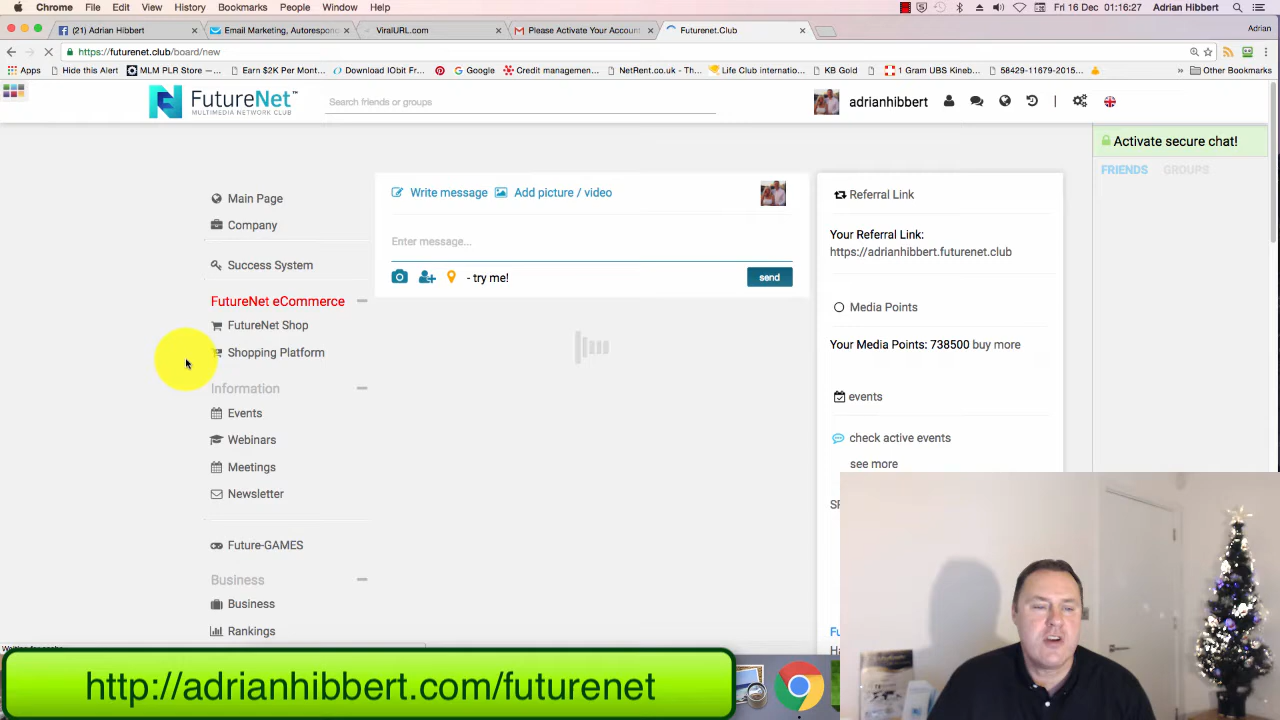 Chrome File Edit View History Bookmarks People Window Help Fri 16 Dec 01:16:27 Adrian Hibbert
(21) Adrian Hibbert Email Marketing, Autorespon ViralURL.com Please Activate Your Account Futurenet.Club Adrian
https://futurenet.club/board/new
Apps Hide this Alert MLM PLR Store —... Earn $2K Per Mont... Download ICBIT Fi... Google Credit managemen... NetRent.co.uk - Th... Life Club internatio... KB Gold 1 Gram UBS Kineb... 58429-11679-2015... » Other Bookmarks
FutureNet™
MULTIMEDIA NETWORK CLUB
Search friends or groups
adrianhibbert
Activate secure chat!
FRIENDS GROUPS
Main Page
Company
Success System
FutureNet eCommerce
FutureNet Shop
Shopping Platform
Information
Events
Webinars
Meetings
Newsletter
Future-GAMES
Business
Business
Rankings
Write message Add picture / video
Enter message...
- try me!
send
Referral Link
Your Referral Link:
https://adrianhibbert.futurenet.club
Media Points
Your Media Points: 738500 buy more
events
check active events
see more
http://adrianhibbert.com/futurenet